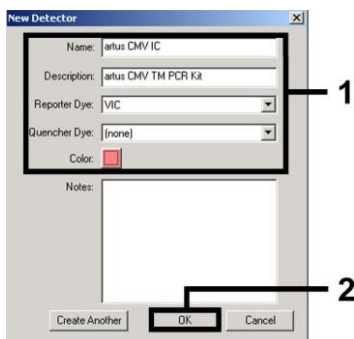 New Detector
Name: artus CMV IC
Description: artus CMV TM PCR Kit
Reporter Dye: VIC
Quencher Dye: (none)
Color:
Notes:
Create Another OK Cancel
1
2